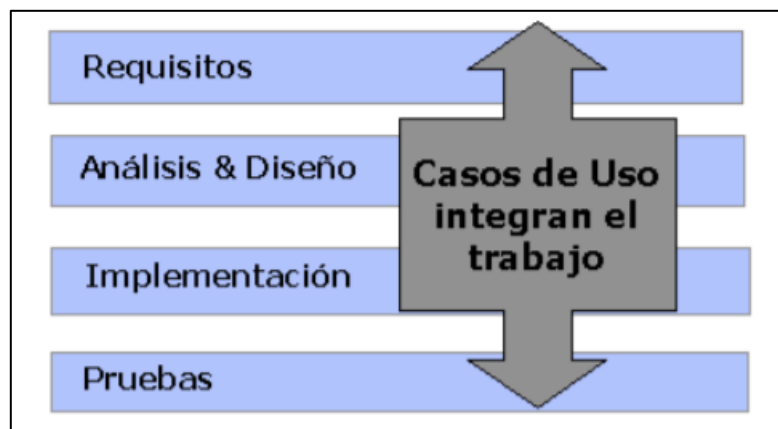 Requisitos
Análisis & Diseño
Casos de Uso
integran el
trabajo
Implementación
Pruebas